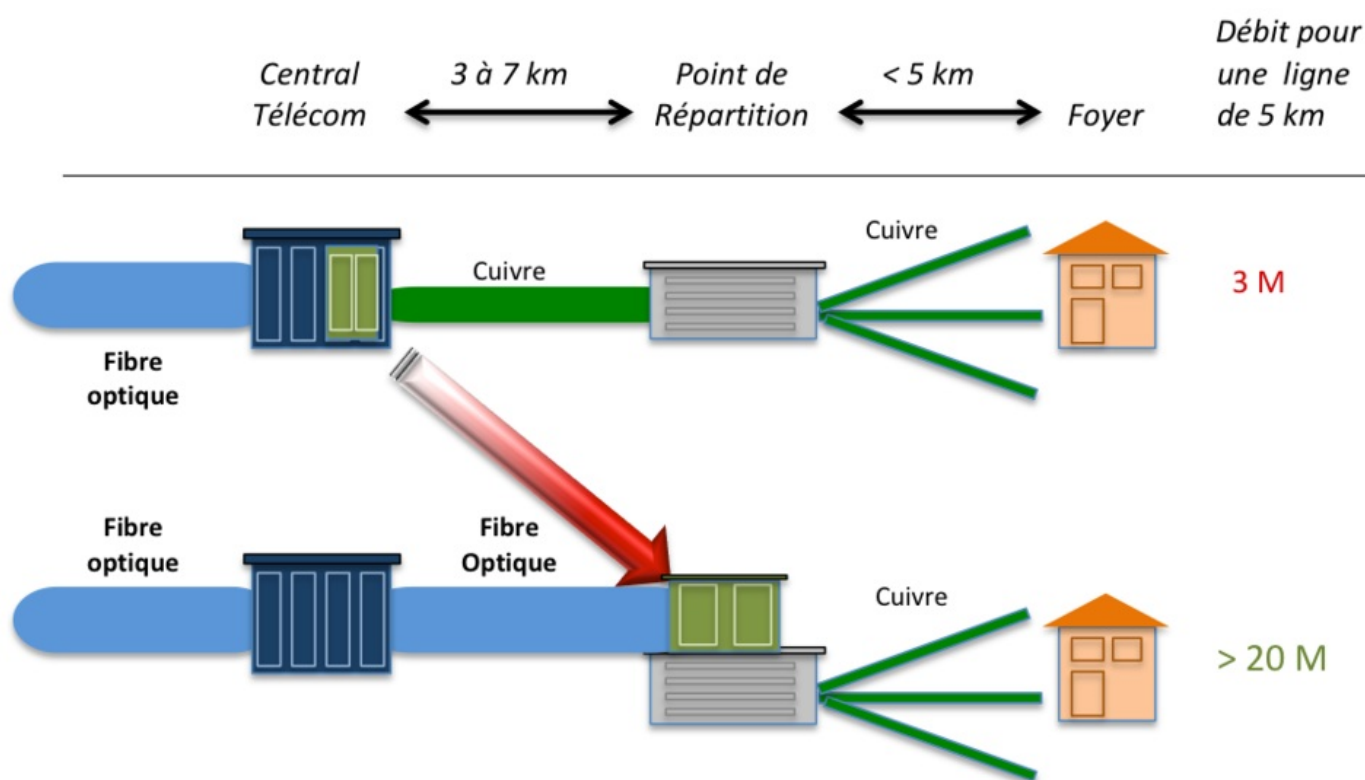 Central
Télécom
3 à 7 km
Point de
Répartition
< 5 km
Foyer
Débit pour
une ligne
de 5 km
Cuivre
Cuivre
3 M
Fibre
optique
Fibre
optique
Fibre
Optique
Cuivre
> 20 M